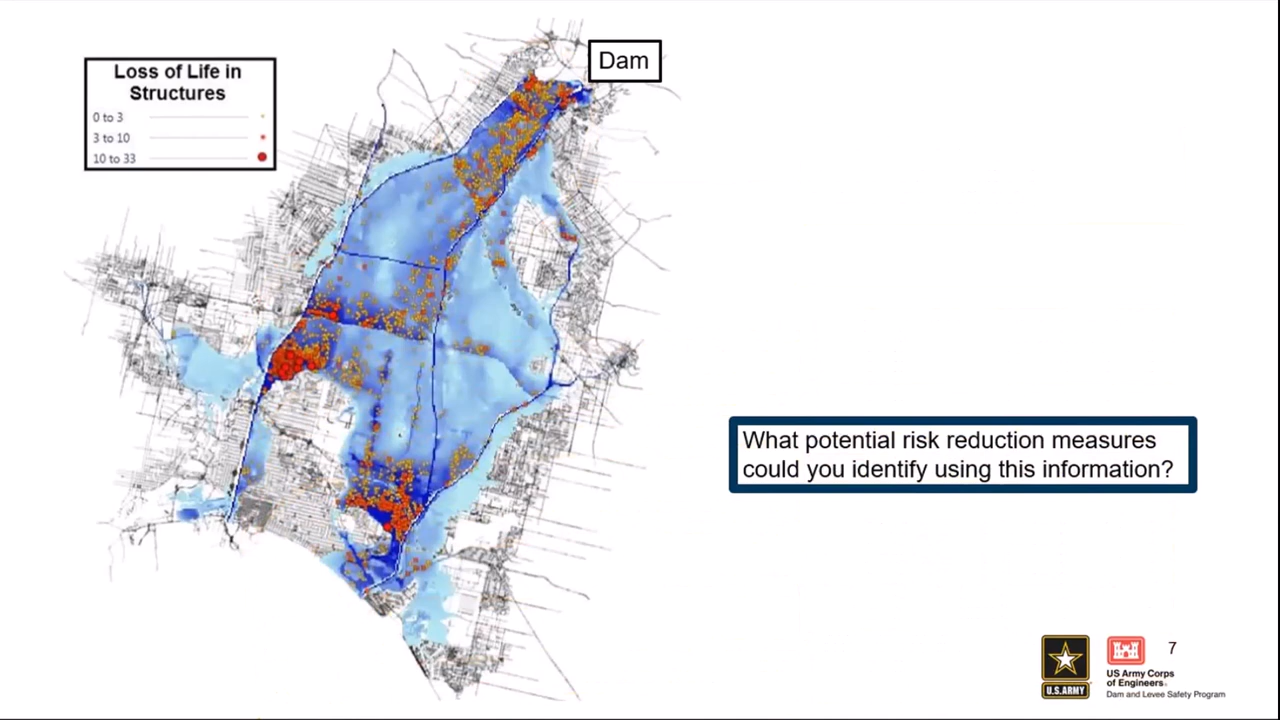 Dam
Loss of Life in
Structures
0 to 3
3 to 10
10 to 33
What potential risk reduction measures
could you identify using this information?
7
U.S.ARMY
US Army Corps
of Engineers®
Dam and Levee Safety Program